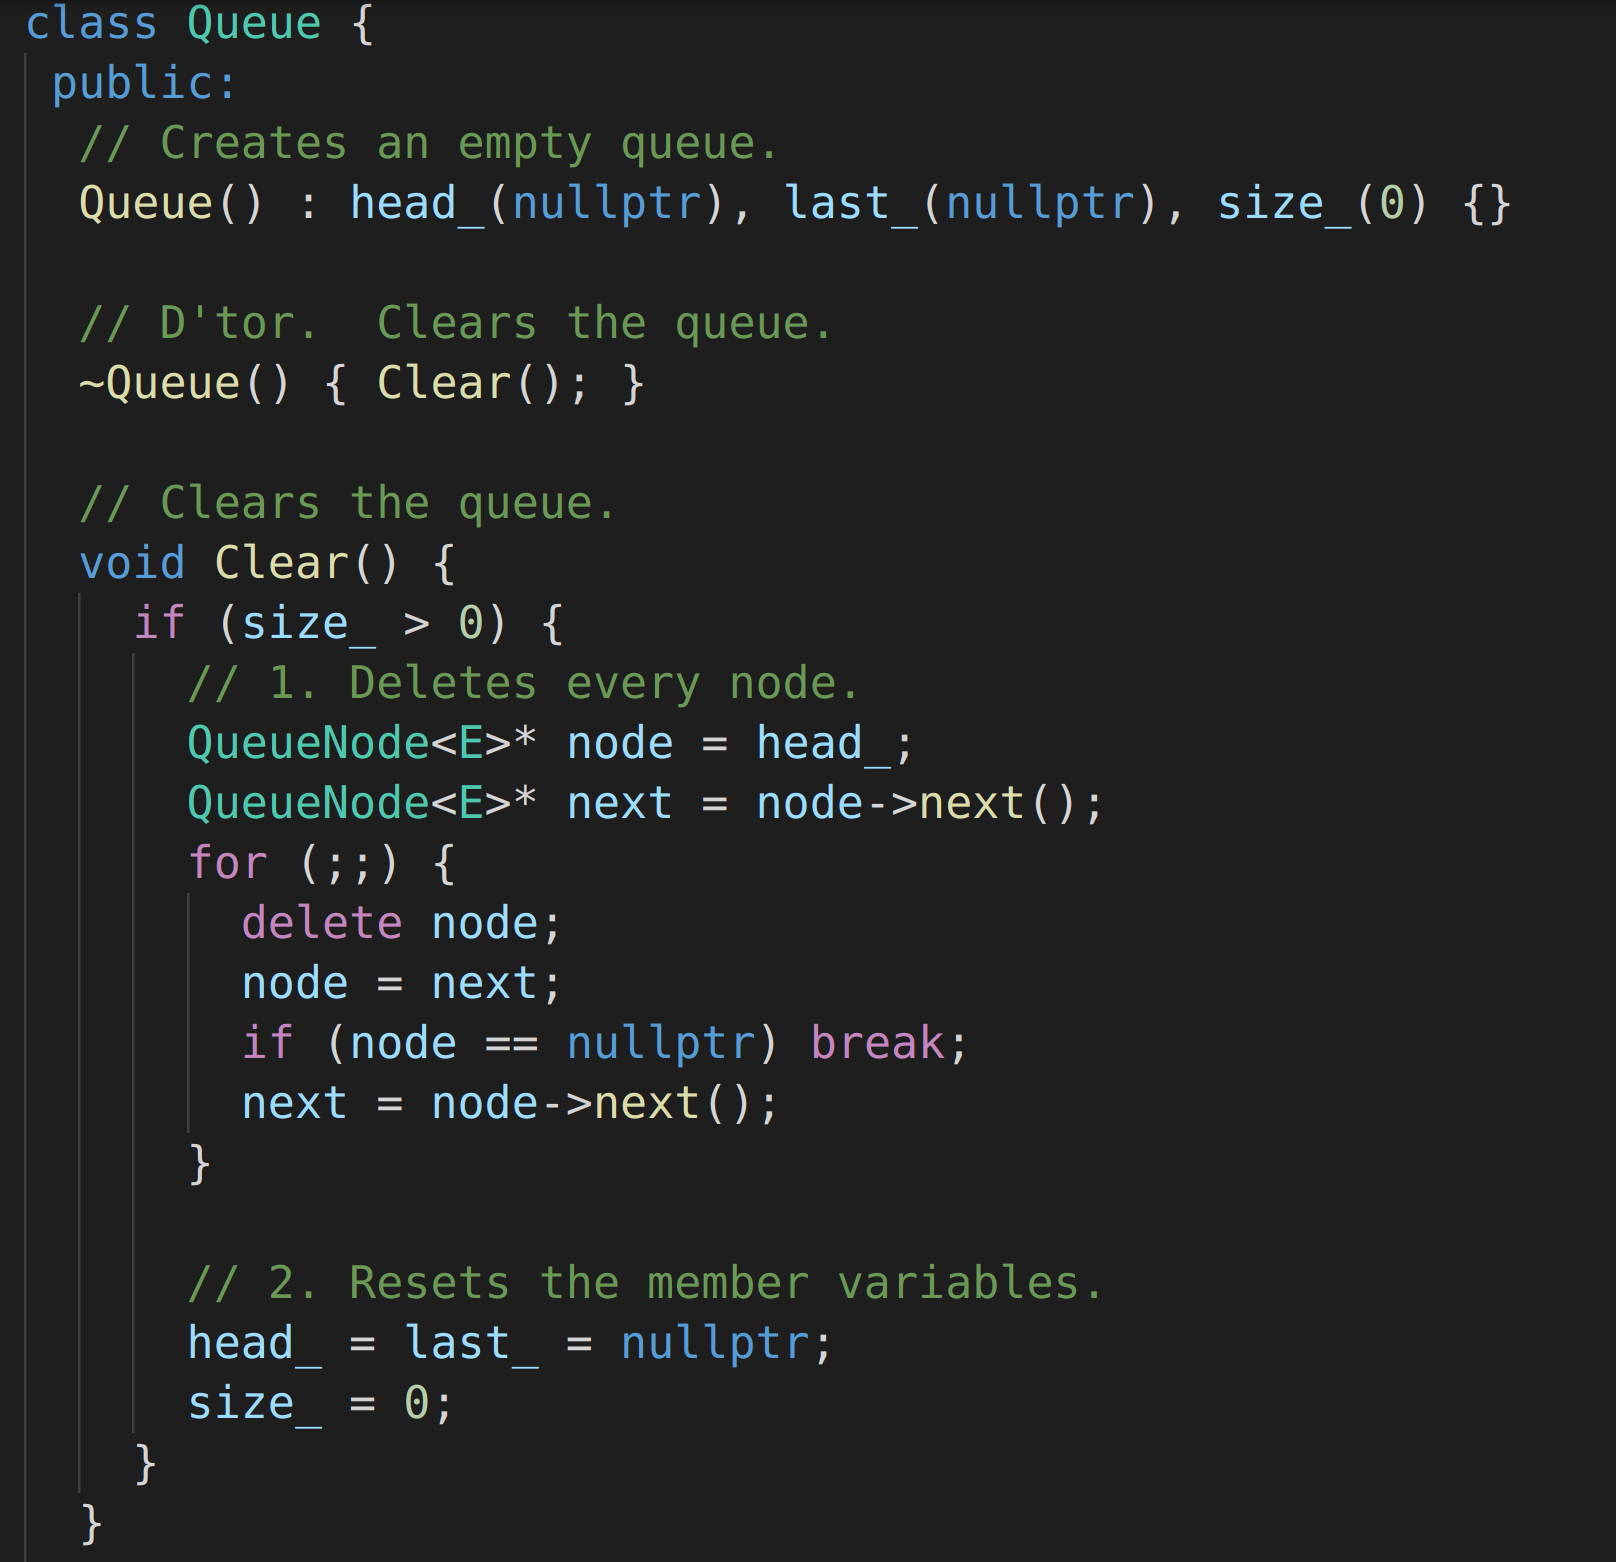 class Queue {
 public:
  // Creates an empty queue.
  Queue() : head_(nullptr), last_(nullptr), size_(0) {}

  // D'tor.  Clears the queue.
  ~Queue() { Clear(); }

  // Clears the queue.
  void Clear() {
    if (size_ > 0) {
      // 1. Deletes every node.
      QueueNode<E>* node = head_;
      QueueNode<E>* next = node->next();
      for (;;) {
        delete node;
        node = next;
        if (node == nullptr) break;
        next = node->next();
      }

      // 2. Resets the member variables.
      head_ = last_ = nullptr;
      size_ = 0;
    }
  }